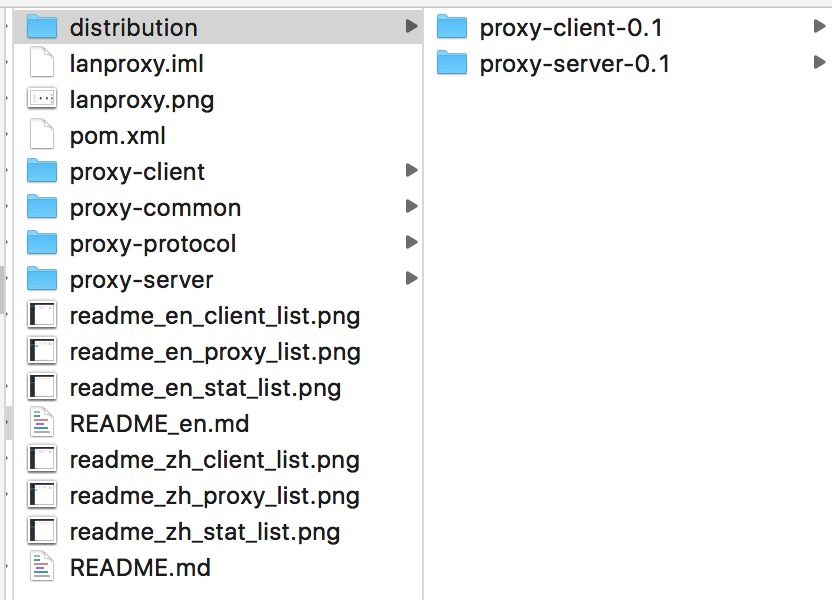 distribution
lanproxy.iml
lanproxy.png
pom.xml
proxy-client
proxy-common
proxy-protocol
proxy-server
readme_en_client_list.png
readme_en_proxy_list.png
readme_en_stat_list.png
README_en.md
readme_zh_client_list.png
readme_zh_proxy_list.png
readme_zh_stat_list.png
README.md
proxy-client-0.1
proxy-server-0.1